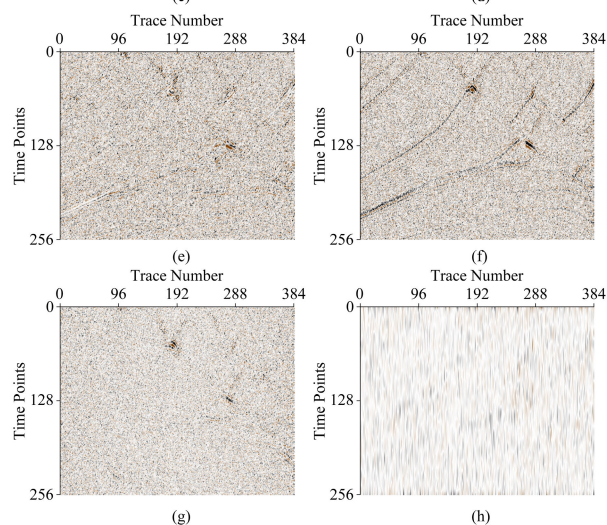 Trace Number Trace Number
0 96 192 288 384 0 96 192 288 384
0 0
Time Points Time Points
128 128
256 256
(e) (f)
Trace Number Trace Number
0 96 192 288 384 0 96 192 288 384
0 0
Time Points Time Points
128 128
256 256
(g) (h)